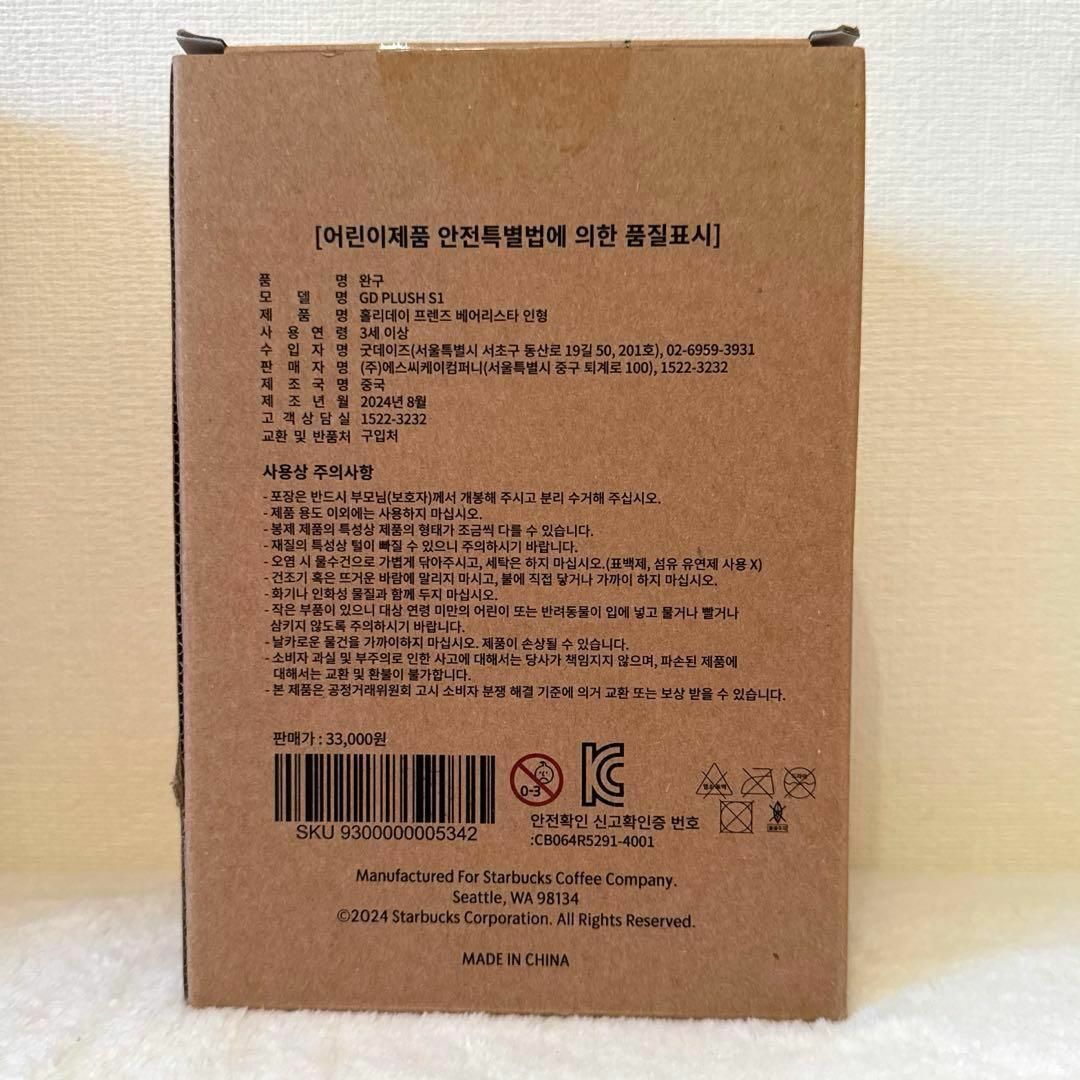 [어린이제품 안전특별법에 의한 품질표시]
품 명 완구
모 델 명 GD PLUSH S1
제 품 명 홀리데이 프렌즈 베어리스타 인형
사 용 연 령 3세 이상
수 입 자 명 굿데이즈(서울특별시 서초구 동산로 19길 50, 201호), 02-6959-3931
판 매 자 명 (주)에스씨케이컴퍼니(서울특별시 중구 퇴계로 100), 1522-3232
제 조 국 명 중국
제 조 년 월 2024년 8월
고 객 상 담 실 1522-3232
교환 및 반품처 구입처
사용상 주의사항
- 포장은 반드시 부모님(보호자)께서 개봉해 주시고 분리 수거해 주십시오.
- 제품 용도 이외에는 사용하지 마십시오.
- 봉제 제품의 특성상 제품의 형태가 조금씩 다를 수 있습니다.
- 재질의 특성상 털이 빠질 수 있으니 주의하시기 바랍니다.
- 오염 시 물수건으로 가볍게 닦아주시고, 세탁은 하지 마십시오.(표백제, 섬유 유연제 사용 X)
- 건조기 혹은 뜨거운 바람에 말리지 마시고, 불에 직접 닿거나 가까이 하지 마십시오.
- 화기나 인화성 물질과 함께 두지 마십시오.
- 작은 부품이 있으니 대상 연령 미만의 어린이 또는 반려동물이 입에 넣고 물거나 빨거나
삼키지 않도록 주의하시기 바랍니다.
- 날카로운 물건을 가까이하지 마십시오. 제품이 손상될 수 있습니다.
- 소비자 과실 및 부주의로 인한 사고에 대해서는 당사가 책임지지 않으며, 파손된 제품에
대해서는 교환 및 환불이 불가합니다.
- 본 제품은 공정거래위원회 고시 소비자 분쟁 해결 기준에 의거 교환 또는 보상 받을 수 있습니다.
판매가 : 33,000원
SKU 9300000005342
0-3
안전확인 신고확인증 번호
:CB064R5291-4001
Manufactured For Starbucks Coffee Company.
Seattle, WA 98134
©2024 Starbucks Corporation. All Rights Reserved.
MADE IN CHINA